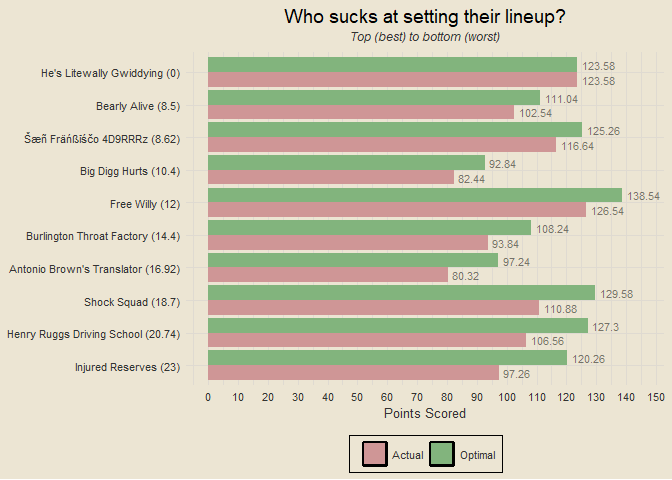 Who sucks at setting their lineup?
Top (best) to bottom (worst)
He's Litewally Gwiddying (0)
123.58
123.58
Bearly Alive (8.5)
111.04
102.54
Šæñ Fráńßïščo 4D9RRRz (8.62)
125.26
116.64
Big Digg Hurts (10.4)
92.84
82.44
Free Willy (12)
138.54
126.54
Burlington Throat Factory (14.4)
108.24
93.84
Antonio Brown's Translator (16.92)
97.24
80.32
Shock Squad (18.7)
129.58
110.88
Henry Ruggs Driving School (20.74)
127.3
106.56
Injured Reserves (23)
120.26
97.26
0 10 20 30 40 50 60 70 80 90 100 110 120 130 140 150
Points Scored
Actual Optimal